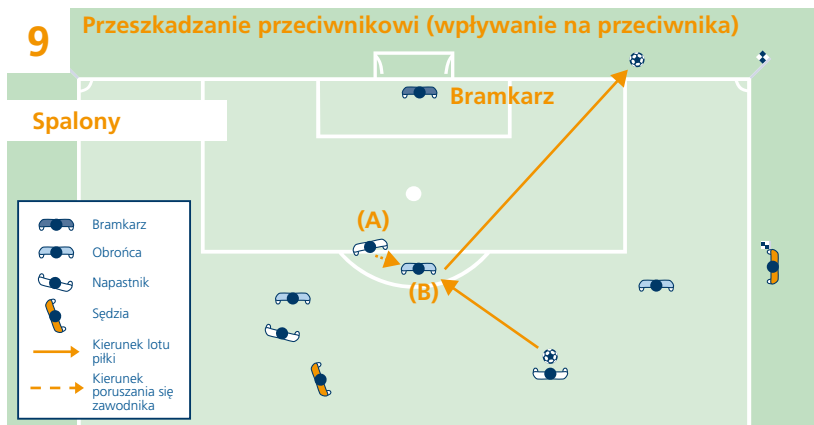 9
Przeszkadzanie przeciwnikowi (wpływanie na przeciwnika)
Bramkarz
Spalony
(A)
(B)
Bramkarz
Obrońca
Napastnik
Sędzia
Kierunek lotu
piłki
Kierunek
poruszania się
zawodnika